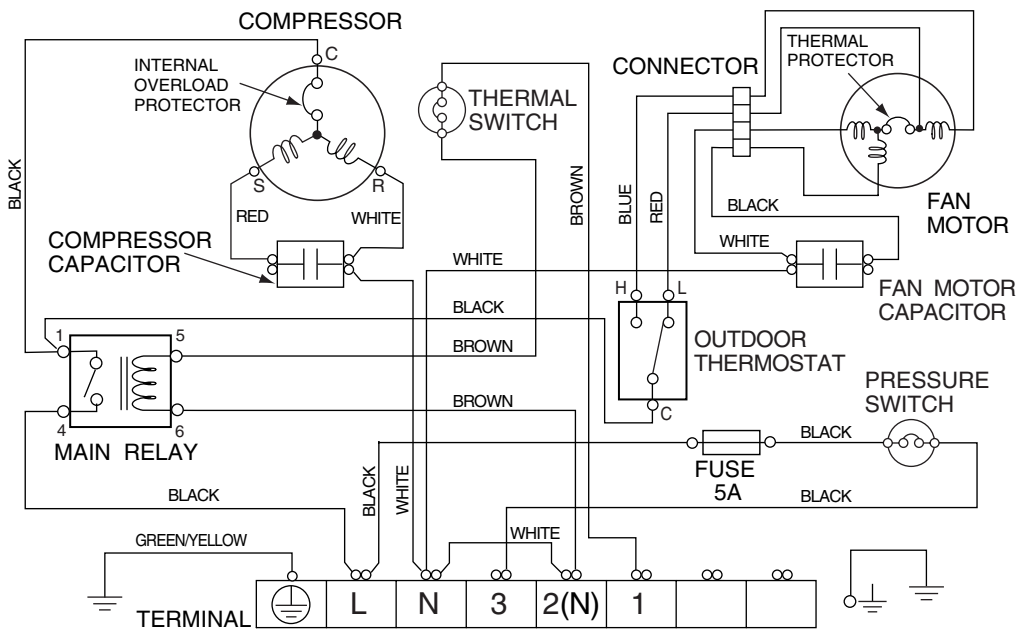 COMPRESSOR
C
INTERNAL
OVERLOAD
PROTECTOR
S
R
BLACK
RED
WHITE
COMPRESSOR
CAPACITOR
THERMAL
SWITCH
BROWN
CONNECTOR
THERMAL
PROTECTOR
FAN
MOTOR
BLUE
RED
BLACK
WHITE
FAN MOTOR
CAPACITOR
WHITE
BLACK
BROWN
BROWN
H
L
C
OUTDOOR
THERMOSTAT
1
5
4
6
MAIN RELAY
PRESSURE
SWITCH
BLACK
FUSE
5A
BLACK
BLACK
BLACK
WHITE
WHITE
GREEN/YELLOW
TERMINAL
L
N
3
2(N)
1